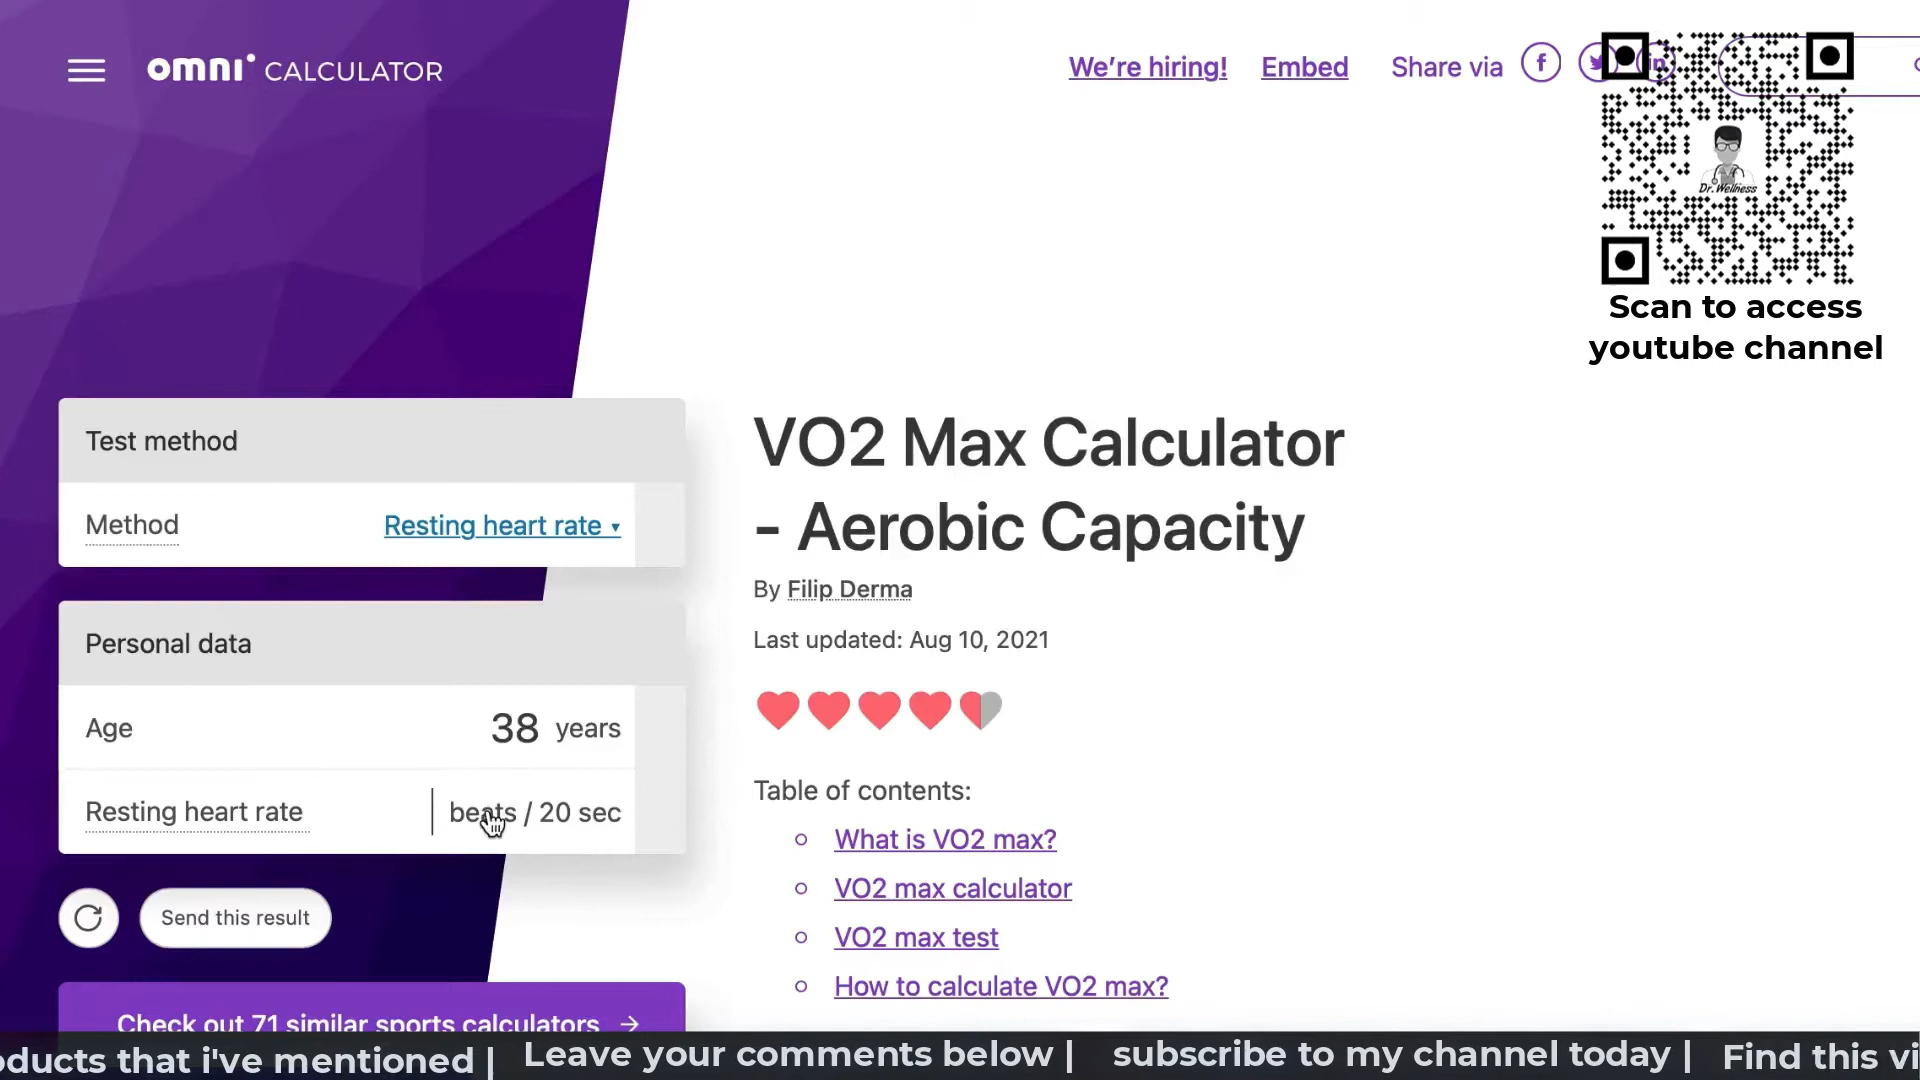 omni CALCULATOR
We're hiring! Embed Share via
Dr. Wellness
Scan to access
youtube channel
Test method
Method Resting heart rate ▾
Personal data
Age 38 years
Resting heart rate beats / 20 sec
Send this result
Check out 71 similar sports calculators →
VO2 Max Calculator
- Aerobic Capacity
By Filip Derma
Last updated: Aug 10, 2021
Table of contents:
What is VO2 max?
VO2 max calculator
VO2 max test
How to calculate VO2 max?
that i've mentioned | Leave your comments below | subscribe to my channel today | Find this